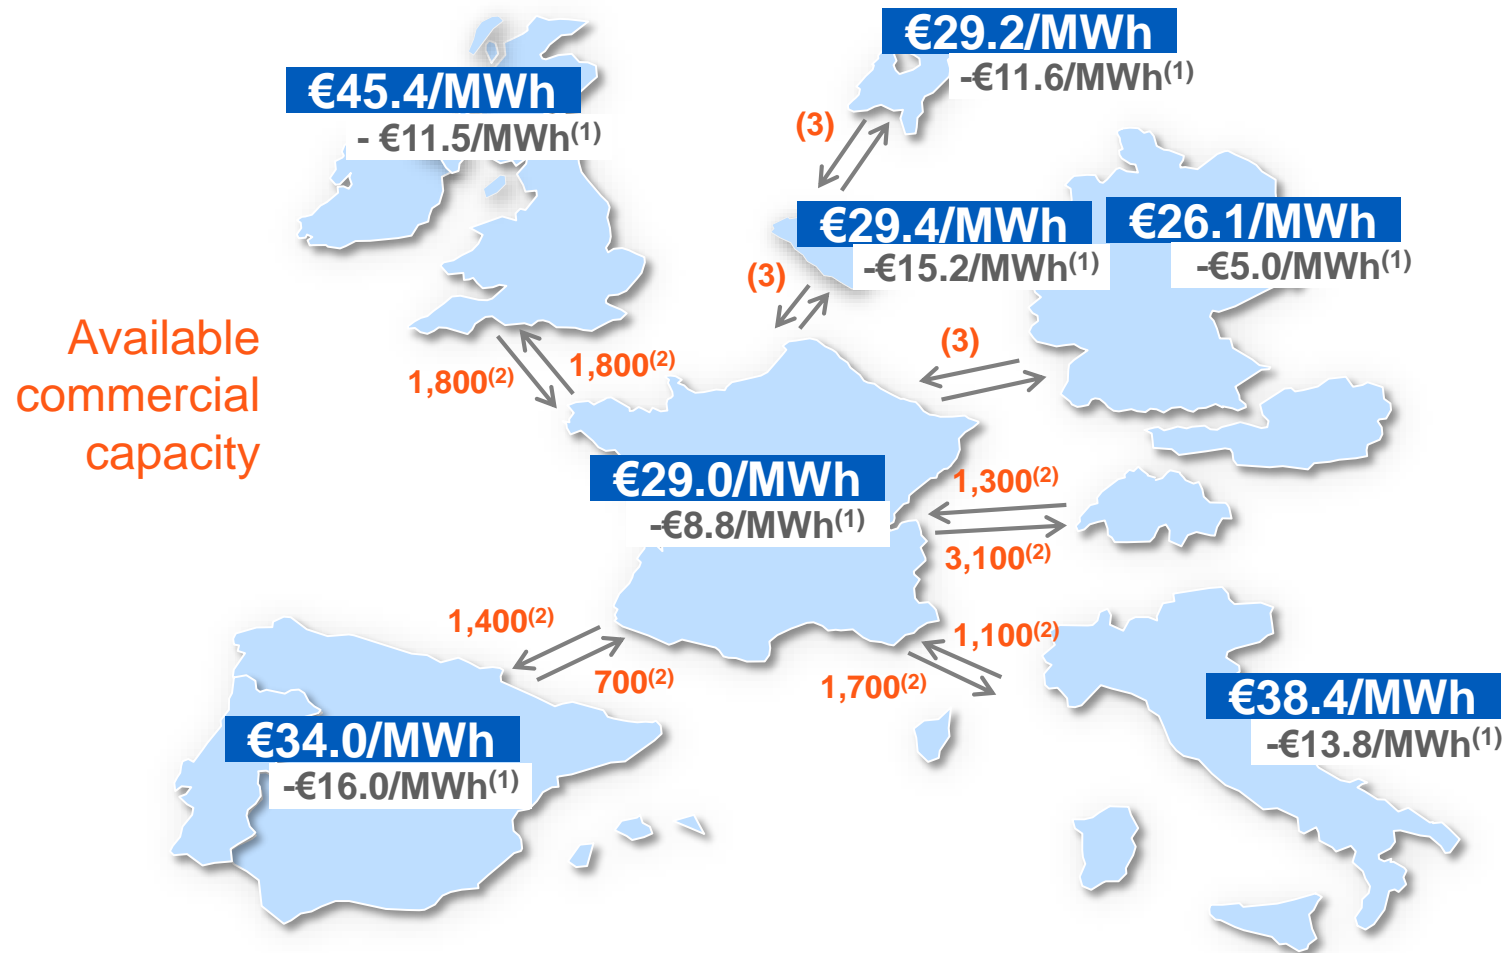 €29.2/MWh
-€11.6/MWh(1)
€45.4/MWh
- €11.5/MWh(1)
(3)
€29.4/MWh
-€15.2/MWh(1)
€26.1/MWh
-€5.0/MWh(1)
(3)
Available
commercial
capacity
1,800(2)
1,800(2)
(3)
€29.0/MWh
-€8.8/MWh(1)
1,300(2)
3,100(2)
1,400(2)
700(2)
1,100(2)
1,700(2)
€38.4/MWh
-€13.8/MWh(1)
€34.0/MWh
-€16.0/MWh(1)